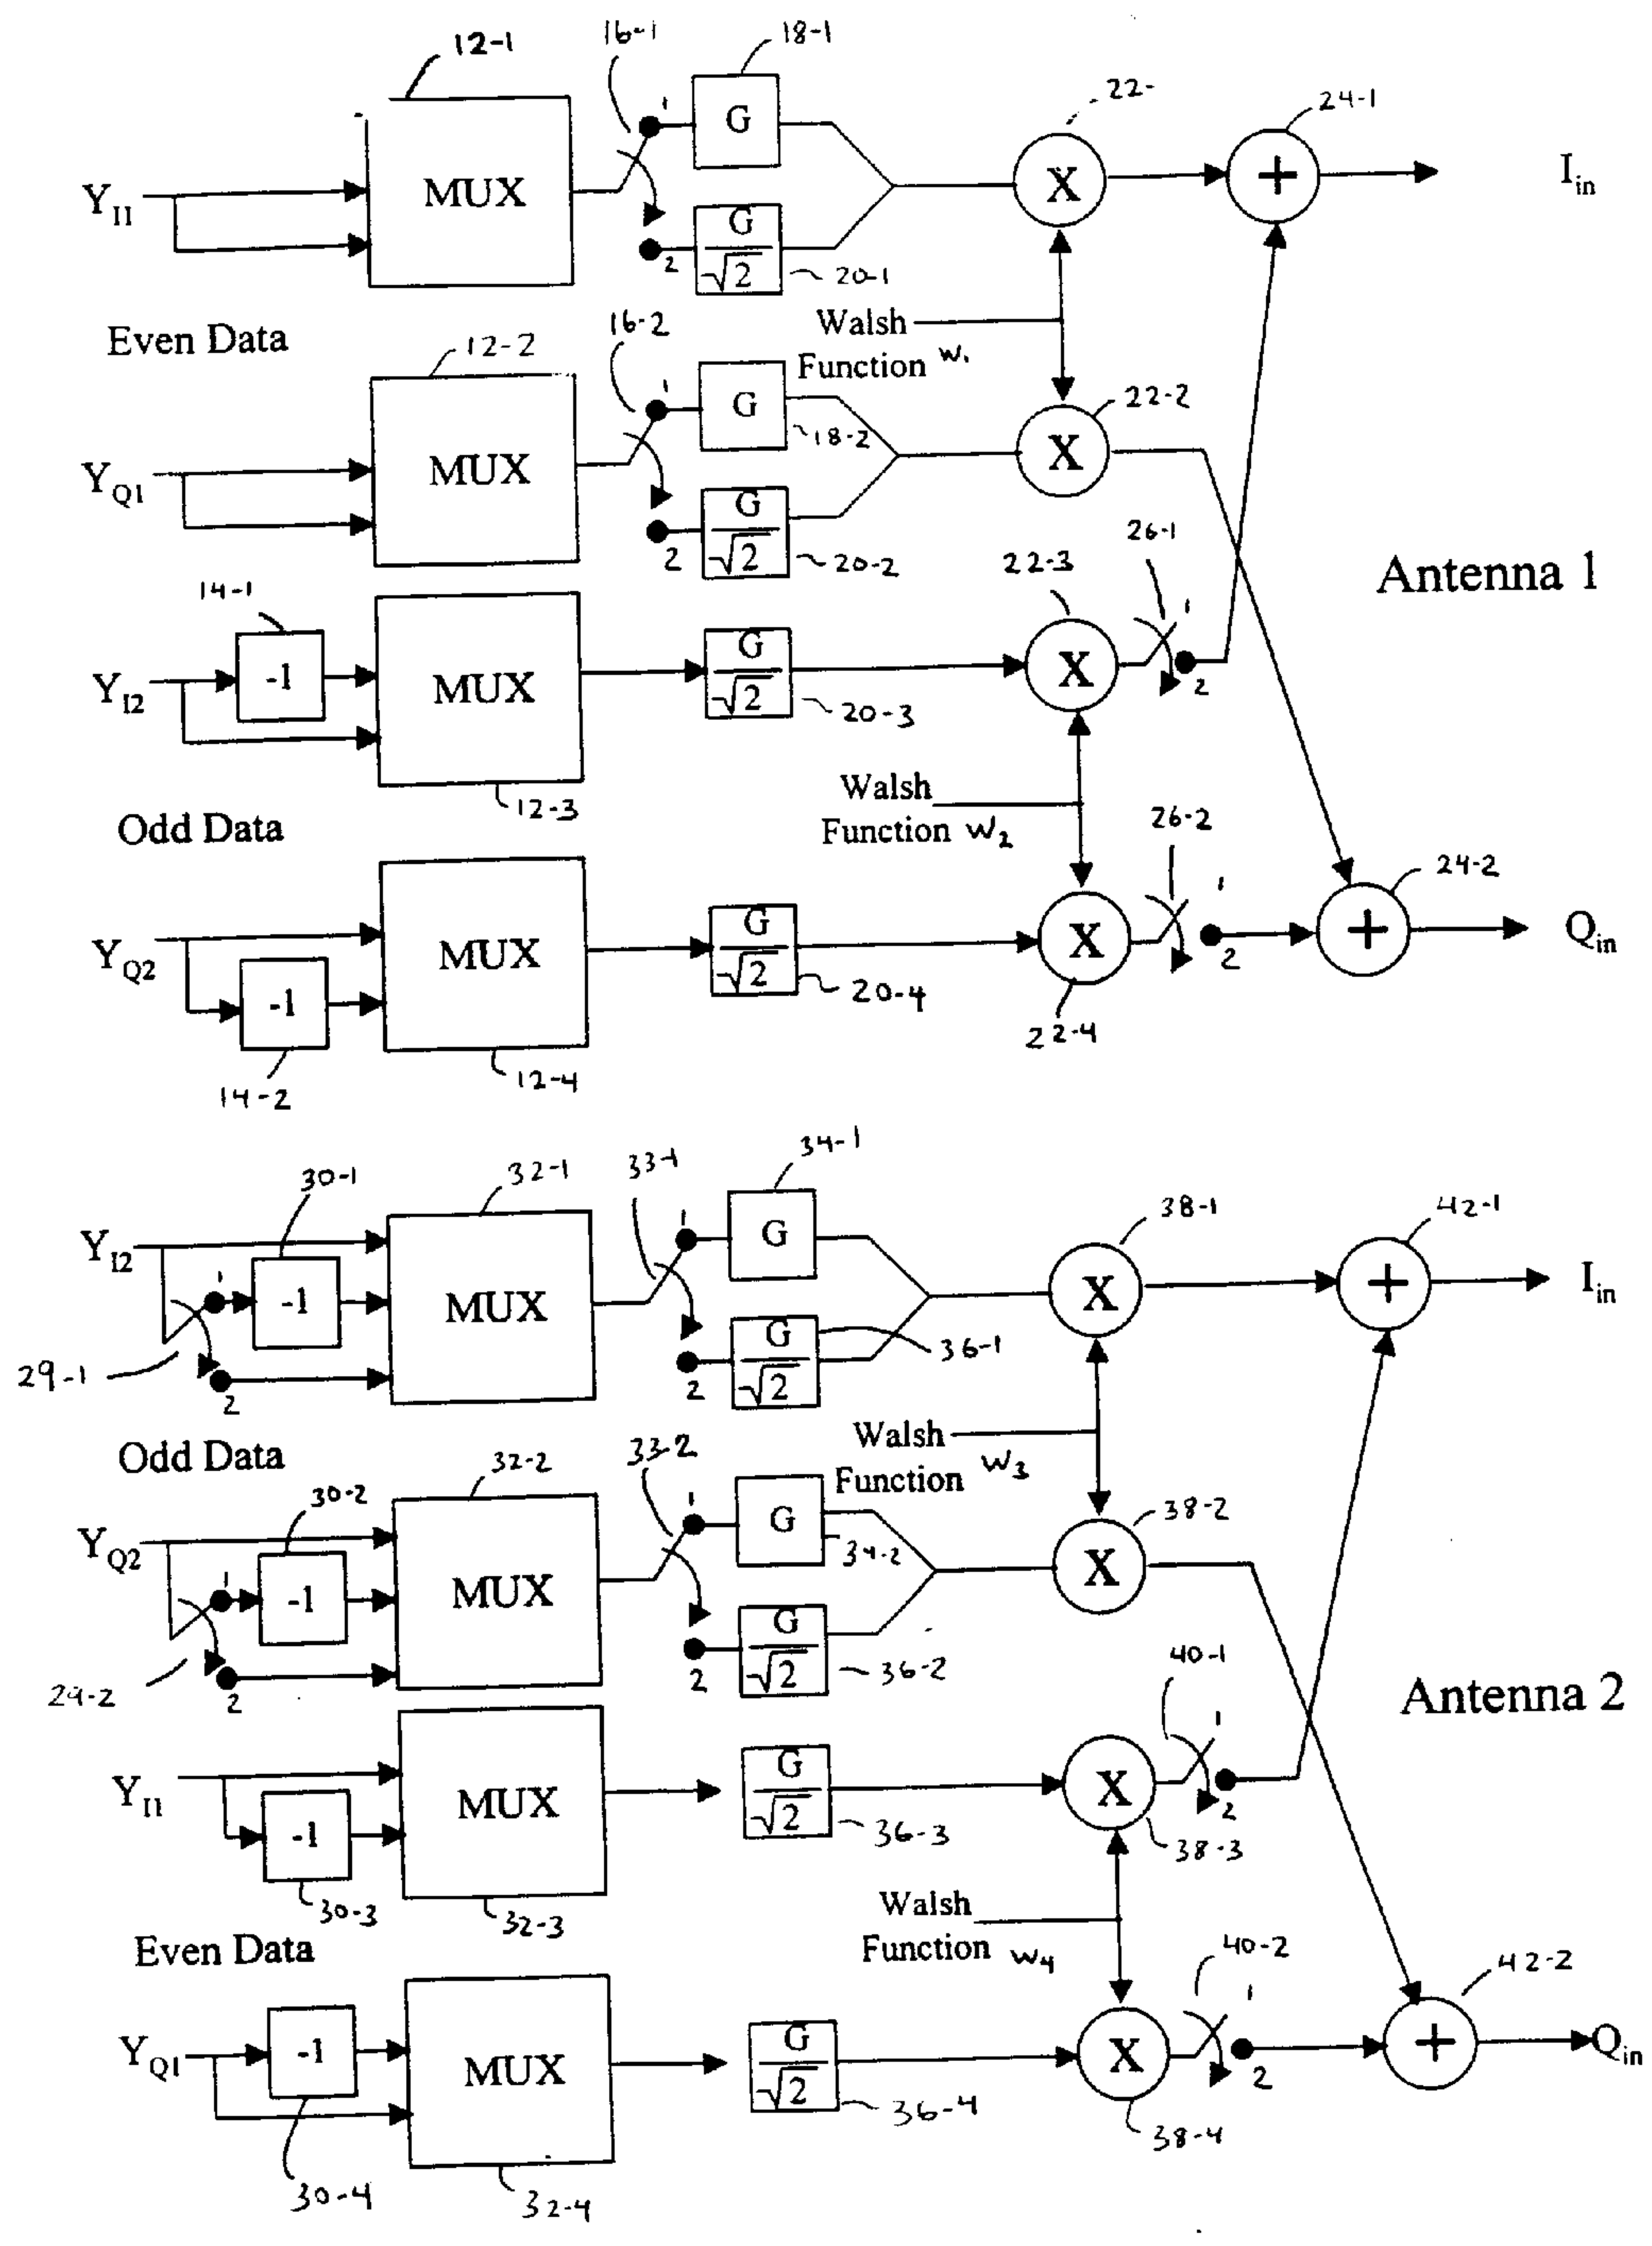 12-1
16-1
18-1
22-
24-1
Y_I1
MUX
1
G
X
+
I_in
2
G/√2
20-1
Even Data
12-2
16-2
Walsh
Function W₁
Y_Q1
MUX
1
G
18-2
X
22-2
2
G/√2
20-2
14-1
22-3
26-1
Antenna 1
Y_I2
-1
MUX
G/√2
20-3
X
1
2
12-3
Odd Data
Walsh
Function W₂
26-2
24-2
Y_Q2
MUX
G/√2
20-4
X
1
2
+
Q_in
-1
14-2
12-4
22-4
30-1
32-1
33-1
34-1
38-1
42-1
Y_I2
1
-1
MUX
1
G
X
+
I_in
29-1
2
2
G/√2
36-1
Odd Data
30-2
32-2
33-2
Walsh
Function W₃
Y_Q2
1
-1
MUX
1
G
34-2
X
38-2
29-2
2
2
G/√2
36-2
40-1
Antenna 2
Y_I1
-1
MUX
G/√2
36-3
X
38-3
1
2
30-3
32-3
Even Data
Walsh
Function W₄
40-2
42-2
Y_Q1
-1
MUX
G/√2
36-4
X
1
2
+
Q_in
30-4
32-4
38-4